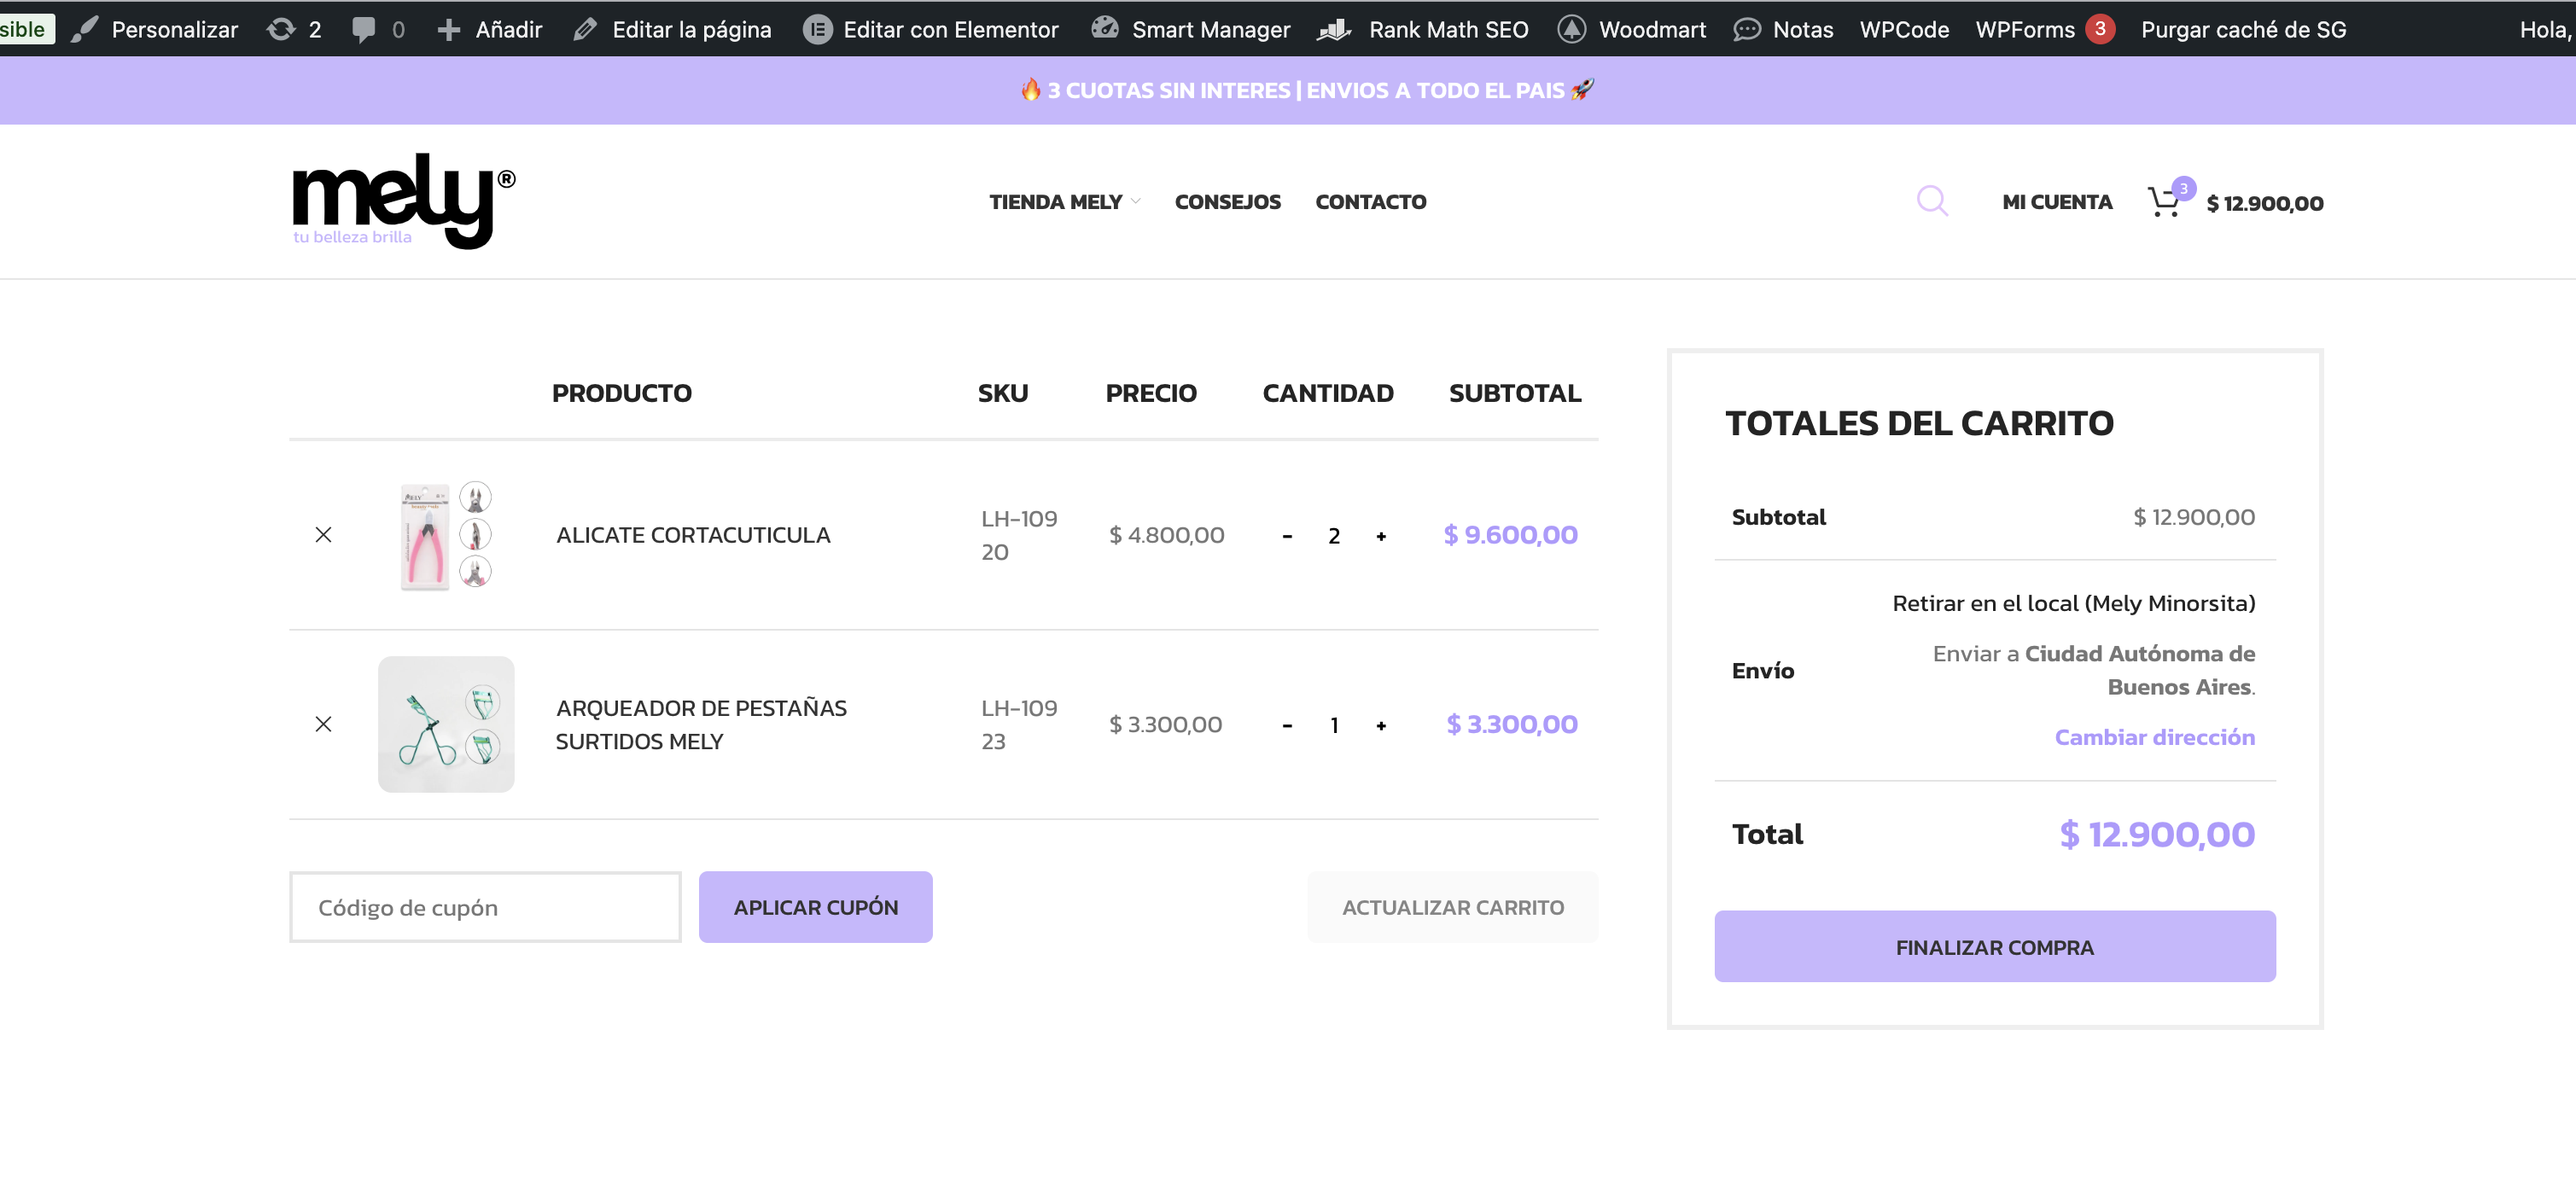 sible Personalizar 2 0 Añadir Editar la página Editar con Elementor Smart Manager Rank Math SEO Woodmart Notas WPCode WPForms 3 Purgar caché de SG Hola,
🔥 3 CUOTAS SIN INTERES | ENVIOS A TODO EL PAIS 🚀
mely®
tu belleza brilla
TIENDA MELY CONSEJOS CONTACTO
MI CUENTA 3 $ 12.900,00
PRODUCTO SKU PRECIO CANTIDAD SUBTOTAL
× ALICATE CORTACUTICULA LH-109 $ 4.800,00 - 2 + $ 9.600,00
20
× ARQUEADOR DE PESTAÑAS LH-109 $ 3.300,00 - 1 + $ 3.300,00
SURTIDOS MELY 23
Código de cupón APLICAR CUPÓN ACTUALIZAR CARRITO
TOTALES DEL CARRITO
Subtotal $ 12.900,00
Envío Retirar en el local (Mely Minorsita)
Enviar a Ciudad Autónoma de
Buenos Aires.
Cambiar dirección
Total $ 12.900,00
FINALIZAR COMPRA